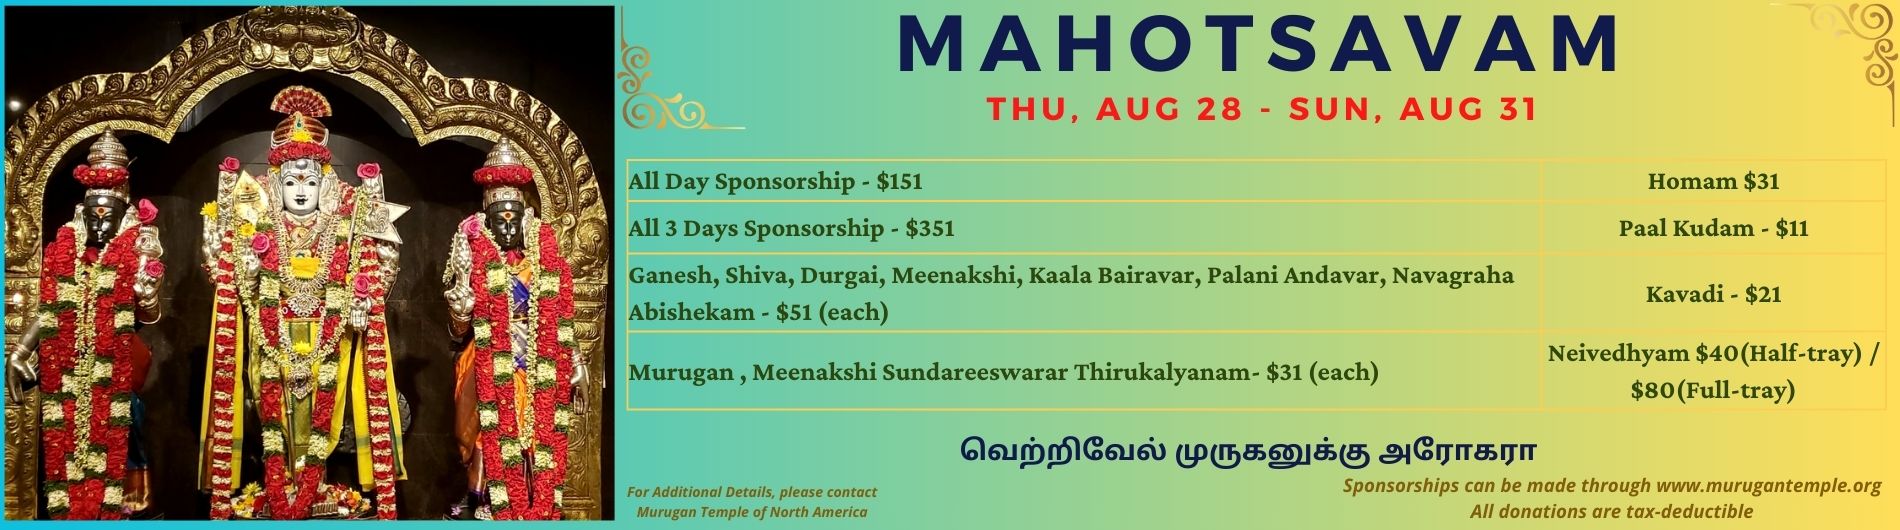 MAHOTSAVAM
THU, AUG 28 - SUN, AUG 31
All Day Sponsorship - $151
Homam $31
All 3 Days Sponsorship - $351
Paal Kudam - $11
Ganesh, Shiva, Durgai, Meenakshi, Kaala Bairavar, Palani Andavar, Navagraha
Abishekam - $51 (each)
Kavadi - $21
Murugan , Meenakshi Sundareeswarar Thirukalyanam- $31 (each)
Neivedhyam $40(Half-tray) /
$80(Full-tray)
வெற்றிவேல் முருகனுக்கு அரோகரா
For Additional Details, please contact
Murugan Temple of North America
Sponsorships can be made through www.murugantemple.org
All donations are tax-deductible